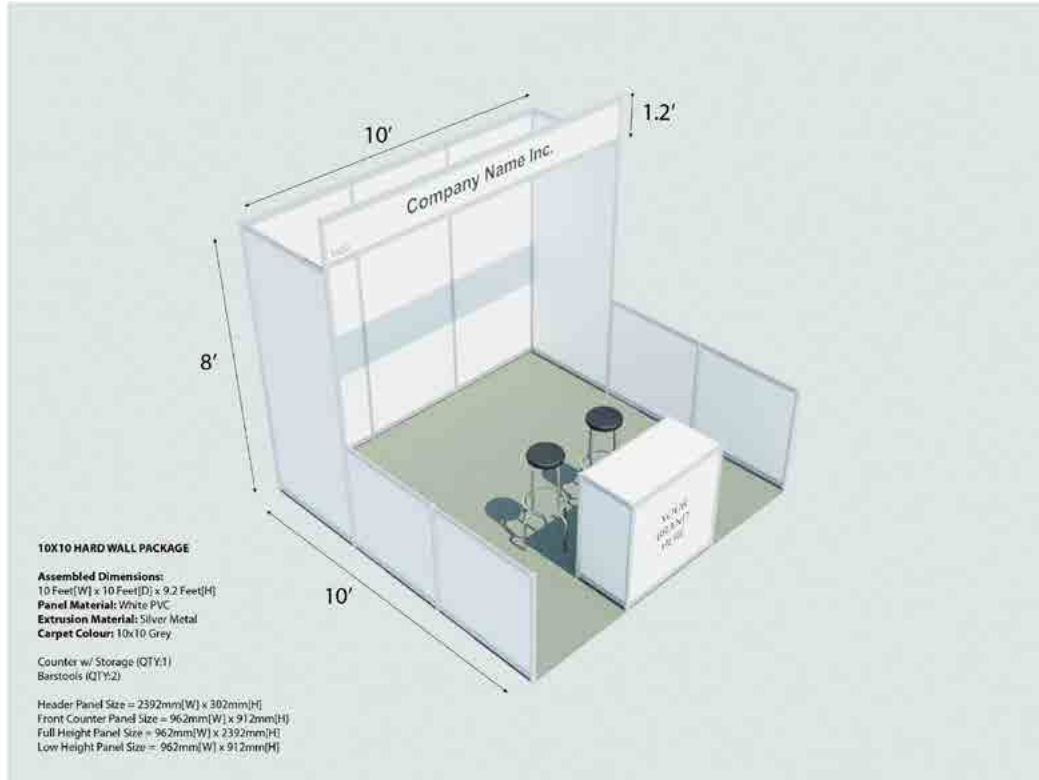 10'
1.2'
Company Name Inc.
8'
10'
YOUR
BRAND
HERE
10X10 HARD WALL PACKAGE
Assembled Dimensions:
10 Feet[W] x 10 Feet[D] x 9.2 Feet[H]
Panel Material: White PVC
Extrusion Material: Silver Metal
Carpet Colour: 10x10 Grey
Counter w/ Storage (QTY:1)
Barstools (QTY:2)
Header Panel Size = 2392mm[W] x 302mm[H]
Front Counter Panel Size = 962mm[W] x 912mm[H]
Full Height Panel Size = 962mm[W] x 2392mm[H]
Low Height Panel Size = 962mm[W] x 912mm[H]